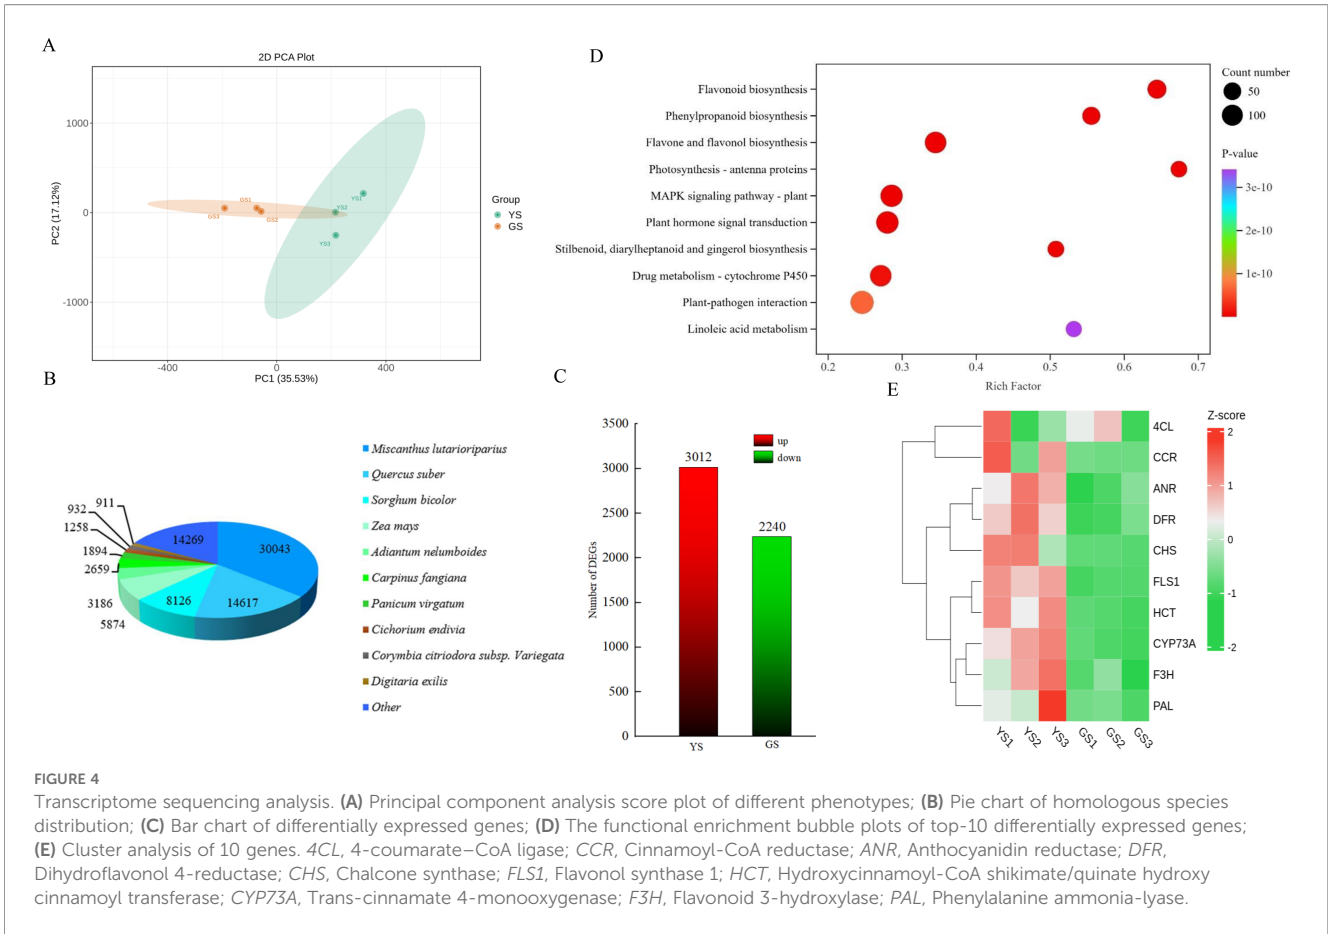 A
2D PCA Plot
1000
0
-1000
-400
0
400
PC1 (35.53%)
PC2 (17.12%)
GS1
GS2
GS3
YS1
YS2
YS3
Group
YS
GS
D
Flavonoid biosynthesis
Phenylpropanoid biosynthesis
Flavone and flavonol biosynthesis
Photosynthesis - antenna proteins
MAPK signaling pathway - plant
Plant hormone signal transduction
Stilbenoid, diarylheptanoid and gingerol biosynthesis
Drug metabolism - cytochrome P450
Plant-pathogen interaction
Linoleic acid metabolism
0.2 0.3 0.4 0.5 0.6 0.7
Rich Factor
Count number
50
100
P-value
3e-10
2e-10
1e-10
B
30043
14617
8126
5874
3186
2659
1894
1258
932
911
14269
Miscanthus lutarioriparius
Quercus suber
Sorghum bicolor
Zea mays
Adiantum nelumboides
Carpinus fangiana
Panicum virgatum
Cichorium endivia
Corymbia citriodora subsp. Variegata
Digitaria exilis
Other
C
Number of DEGs
3500
3000
2500
2000
1500
1000
500
0
3012
2240
YS
GS
up
down
E
4CL
CCR
ANR
DFR
CHS
FLS1
HCT
CYP73A
F3H
PAL
YS1 YS2 YS3 GS1 GS2 GS3
Z-score
2
1
0
-1
-2
FIGURE 4
Transcriptome sequencing analysis. (A) Principal component analysis score plot of different phenotypes; (B) Pie chart of homologous species
distribution; (C) Bar chart of differentially expressed genes; (D) The functional enrichment bubble plots of top-10 differentially expressed genes;
(E) Cluster analysis of 10 genes. 4CL, 4-coumarate–CoA ligase; CCR, Cinnamoyl-CoA reductase; ANR, Anthocyanidin reductase; DFR,
Dihydroflavonol 4-reductase; CHS, Chalcone synthase; FLS1, Flavonol synthase 1; HCT, Hydroxycinnamoyl-CoA shikimate/quinate hydroxy
cinnamoyl transferase; CYP73A, Trans-cinnamate 4-monooxygenase; F3H, Flavonoid 3-hydroxylase; PAL, Phenylalanine ammonia-lyase.